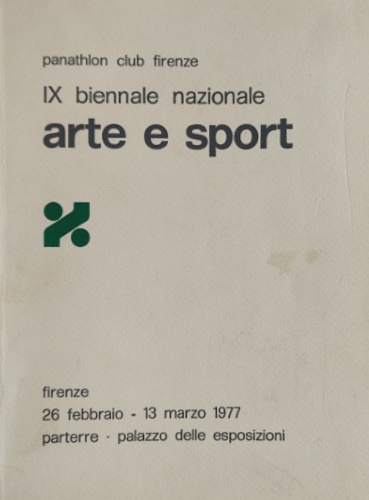 panathlon club firenze
IX biennale nazionale
arte e sport
firenze
26 febbraio - 13 marzo 1977
parterre · palazzo delle esposizioni